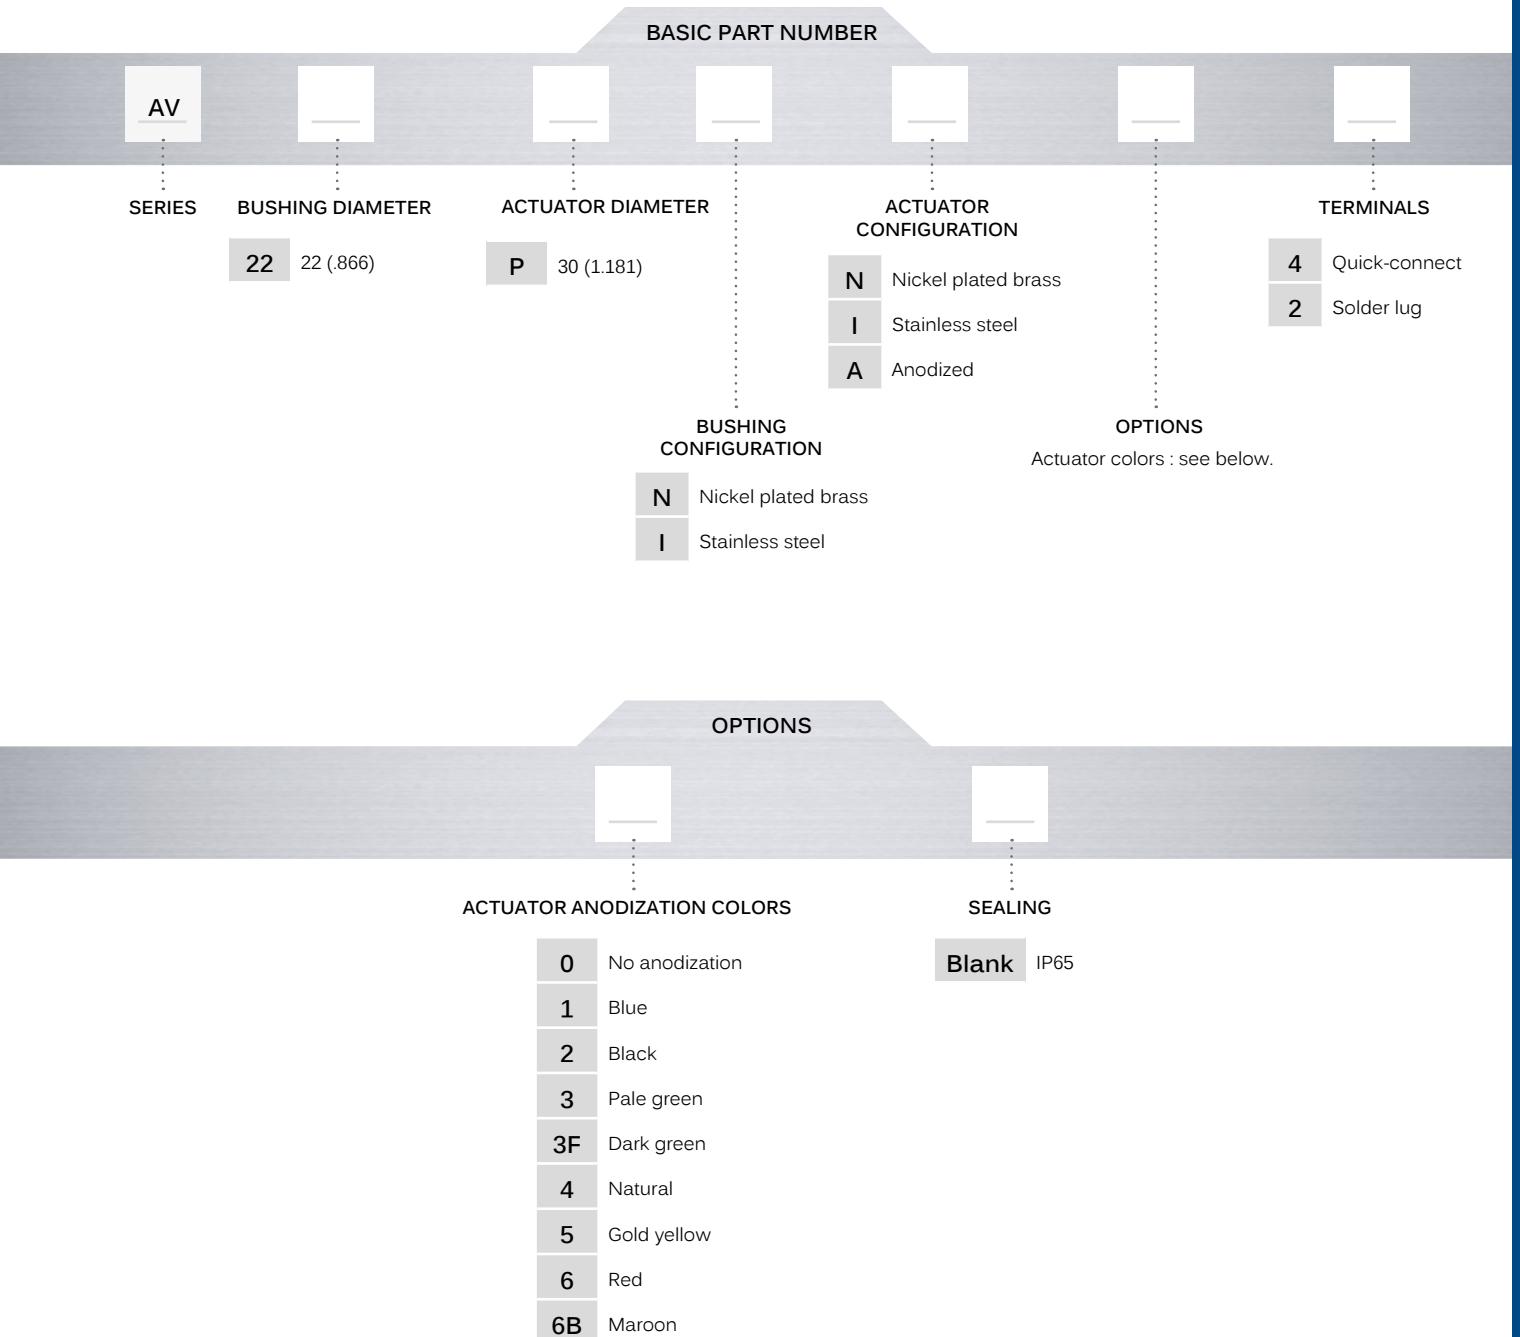 BASIC PART NUMBER
AV
SERIES
BUSHING DIAMETER
22 22 (.866)
ACTUATOR DIAMETER
P 30 (1.181)
BUSHING
CONFIGURATION
N Nickel plated brass
I Stainless steel
ACTUATOR
CONFIGURATION
N Nickel plated brass
I Stainless steel
A Anodized
OPTIONS
Actuator colors : see below.
TERMINALS
4 Quick-connect
2 Solder lug
OPTIONS
ACTUATOR ANODIZATION COLORS
0 No anodization
1 Blue
2 Black
3 Pale green
3F Dark green
4 Natural
5 Gold yellow
6 Red
6B Maroon
SEALING
Blank IP65